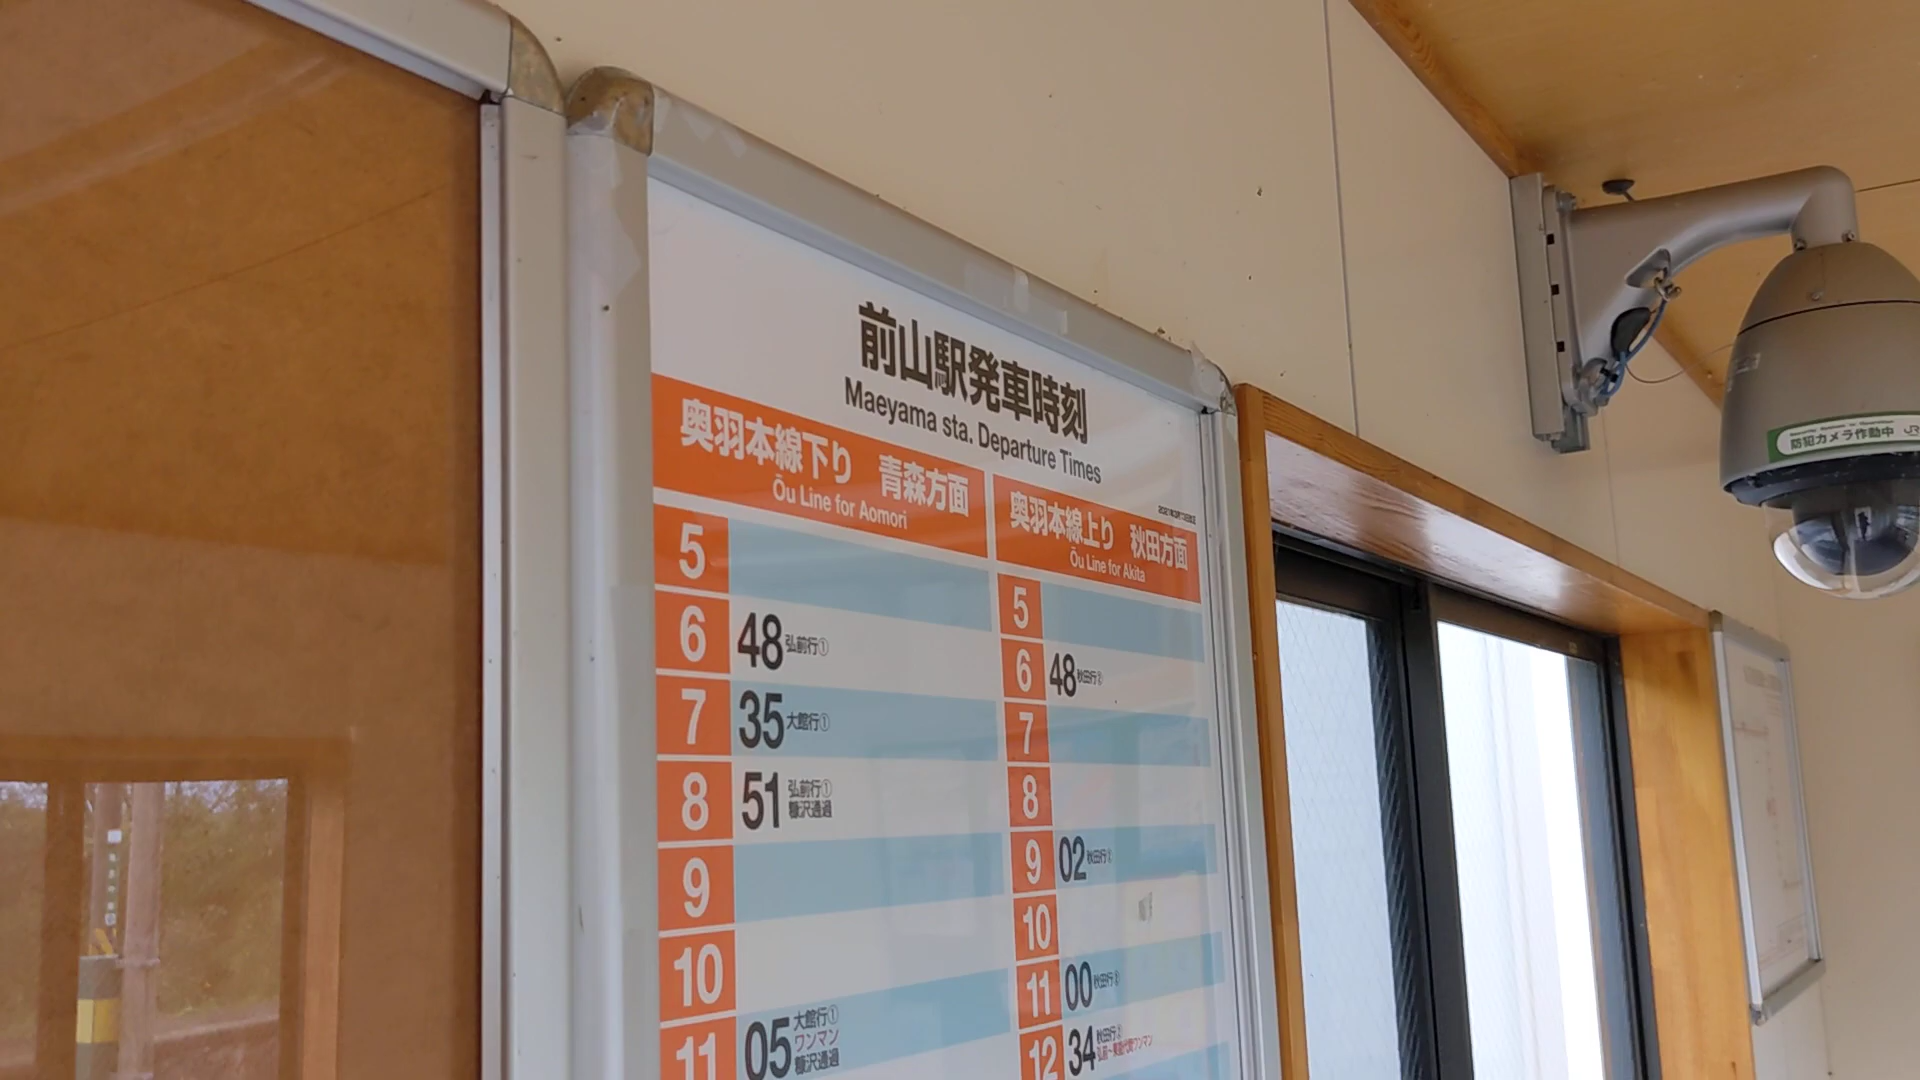 前山駅発車時刻
Maeyama sta. Departure Times
奥羽本線下り 青森方面
Ōu Line for Aomori
5
6 48 弘前行①
7 35 大館行①
8 51 弘前行①
糠沢通過
9
10
11 05 大館行①
ワンマン
糠沢通過
奥羽本線上り 秋田方面
Ōu Line for Akita
5
6 48 秋田行②
7
8
9 02 秋田行
10
11 00 秋田行
12 34 秋田行
防犯カメラ作動中 JR